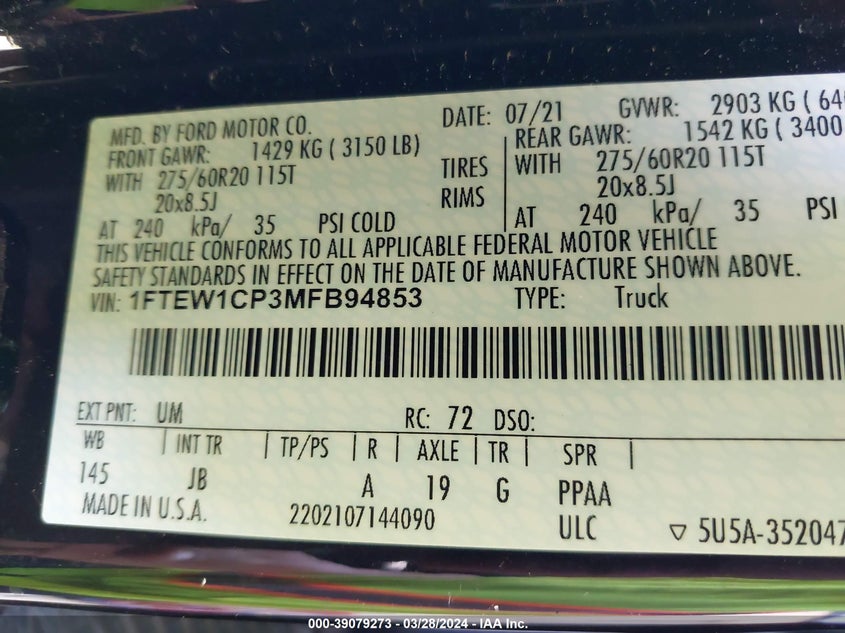 MFD. BY FORD MOTOR CO. DATE: 07/21 GVWR: 2903 KG (
FRONT GAWR: 1429 KG ( 3150 LB) REAR GAWR: 1542 KG ( 3400
WITH 275/60R20 115T TIRES WITH 275/60R20 115T
20x8.5J RIMS 20x8.5J
AT 240 kPa/ 35 PSI COLD AT 240 kPa/ 35 PSI
THIS VEHICLE CONFORMS TO ALL APPLICABLE FEDERAL MOTOR VEHICLE
SAFETY STANDARDS IN EFFECT ON THE DATE OF MANUFACTURE SHOWN ABOVE.
VIN: 1FTEW1CP3MFB94853 TYPE: Truck
EXT PNT: UM RC: 72 DSO:
WB | INT TR | TP/PS | R | AXLE | TR | SPR |
145 JB A 19 G PPAA
MADE IN U.S.A. 2202107144090 ULC ▽ 5U5A-352047
000-39079273 — 03/28/2024 - IAA Inc.